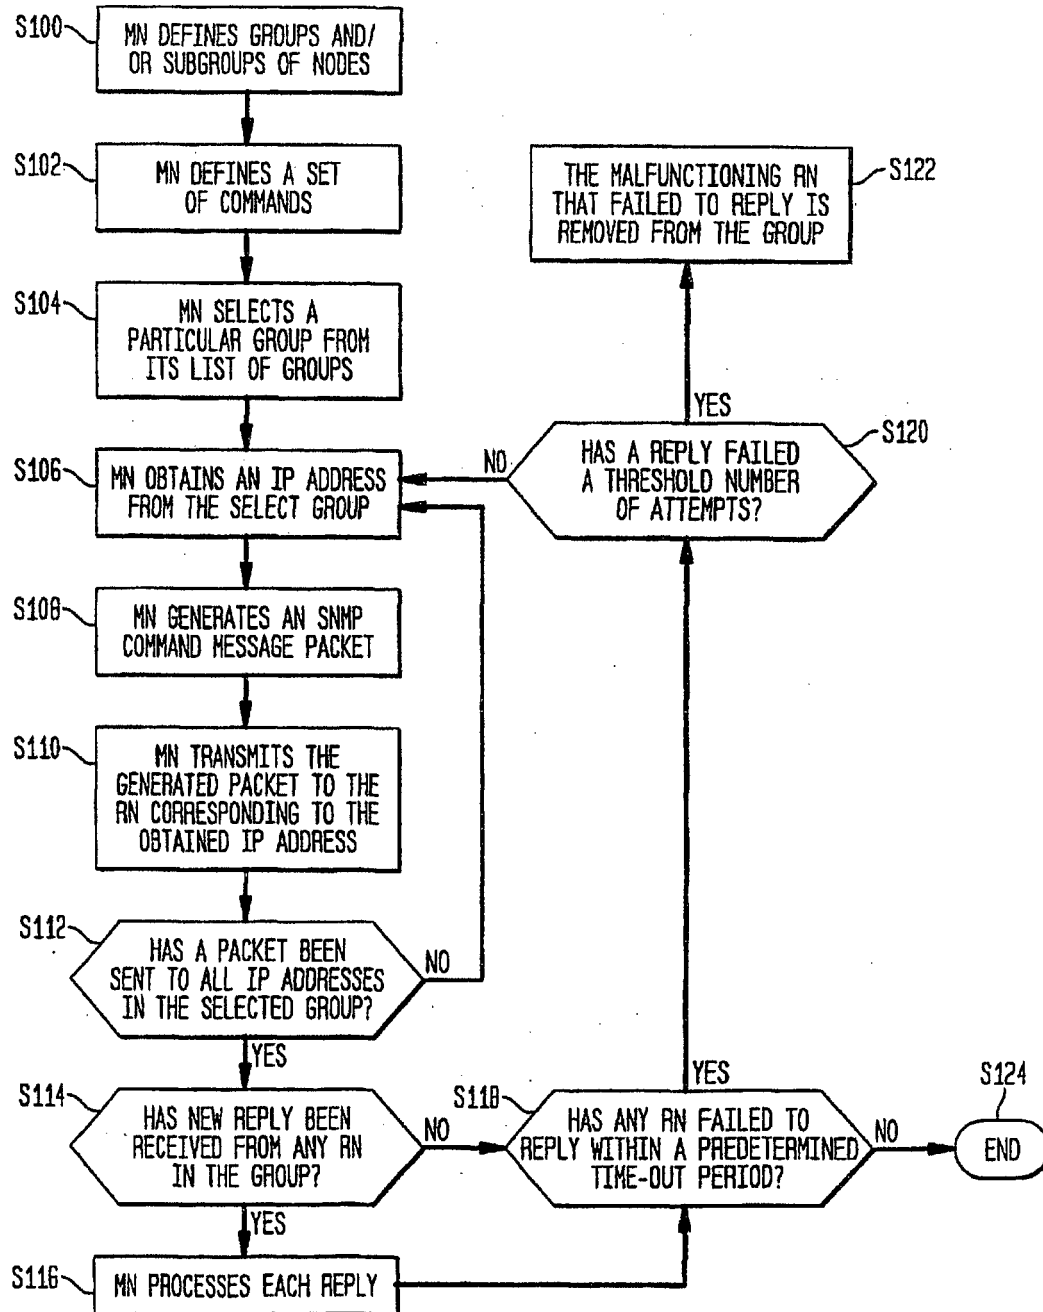 S100
MN DEFINES GROUPS AND/
OR SUBGROUPS OF NODES
S102
MN DEFINES A SET
OF COMMANDS
S104
MN SELECTS A
PARTICULAR GROUP FROM
ITS LIST OF GROUPS
S106
MN OBTAINS AN IP ADDRESS
FROM THE SELECT GROUP
S108
MN GENERATES AN SNMP
COMMAND MESSAGE PACKET
S110
MN TRANSMITS THE
GENERATED PACKET TO THE
RN CORRESPONDING TO THE
OBTAINED IP ADDRESS
S112
HAS A PACKET BEEN
SENT TO ALL IP ADDRESSES
IN THE SELECTED GROUP?
NO
YES
S114
HAS NEW REPLY BEEN
RECEIVED FROM ANY RN
IN THE GROUP?
NO
YES
S116
MN PROCESSES EACH REPLY
S118
HAS ANY RN FAILED TO
REPLY WITHIN A PREDETERMINED
TIME-OUT PERIOD?
YES
NO
S124
END
S120
HAS A REPLY FAILED
A THRESHOLD NUMBER
OF ATTEMPTS?
NO
YES
S122
THE MALFUNCTIONING RN
THAT FAILED TO REPLY IS
REMOVED FROM THE GROUP